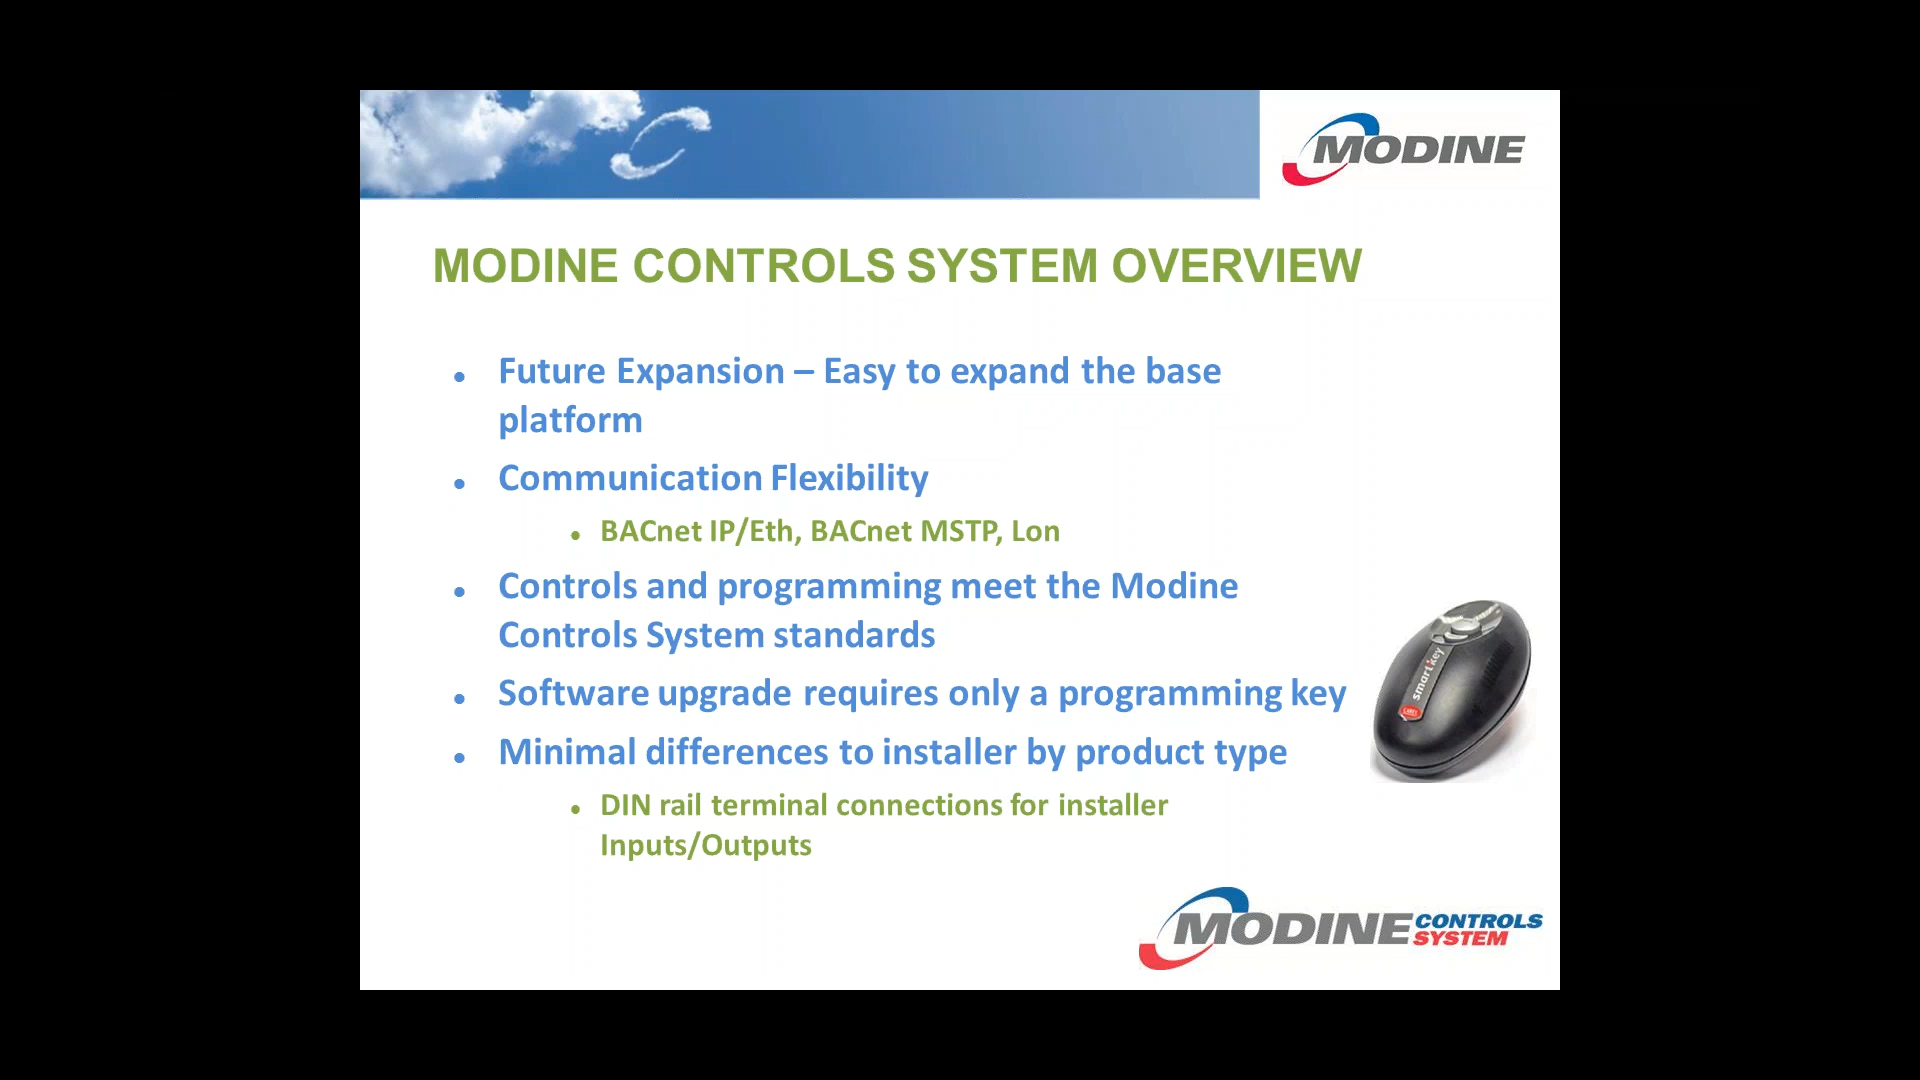 MODINE
MODINE CONTROLS SYSTEM OVERVIEW
Future Expansion – Easy to expand the base
platform
Communication Flexibility
BACnet IP/Eth, BACnet MSTP, Lon
Controls and programming meet the Modine
Controls System standards
Software upgrade requires only a programming key
Minimal differences to installer by product type
DIN rail terminal connections for installer
Inputs/Outputs
smart key
MODINE CONTROLS
SYSTEM